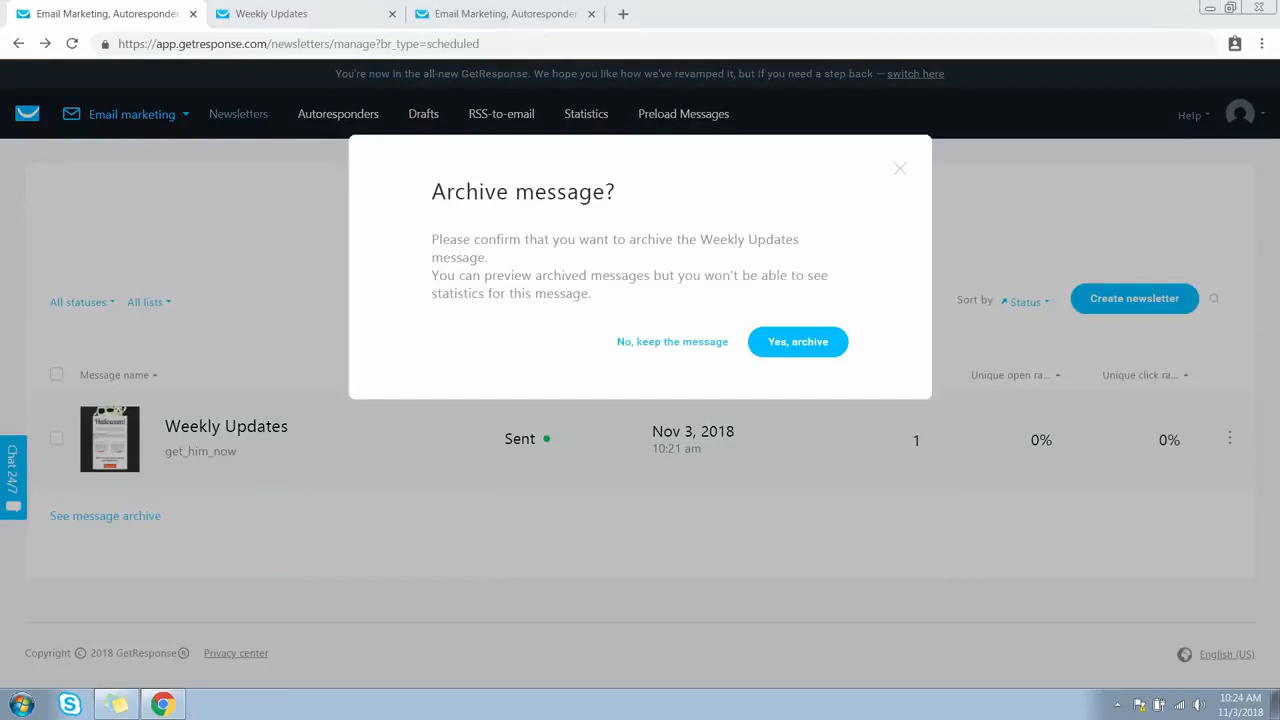 Email Marketing, Autoresponder
Weekly Updates
Email Marketing, Autoresponder
https://app.getresponse.com/newsletters/manage?br_type=scheduled
You're now in the all-new GetResponse. We hope you like how we've revamped it, but if you need a step back — switch here
Email marketing
Newsletters
Autoresponders
Drafts
RSS-to-email
Statistics
Preload Messages
Help
Archive message?
Please confirm that you want to archive the Weekly Updates
message.
You can preview archived messages but you won't be able to see
statistics for this message.
No, keep the message
Yes, archive
All statuses
All lists
Sort by
Status
Create newsletter
Message name
Unique open ra...
Unique click ra...
Halloween!
Weekly Updates
get_him_now
Sent
Nov 3, 2018
10:21 am
1
0%
0%
See message archive
Chat 24/7
Copyright © 2018 GetResponse®
Privacy center
English (US)
10:24 AM
11/3/2018